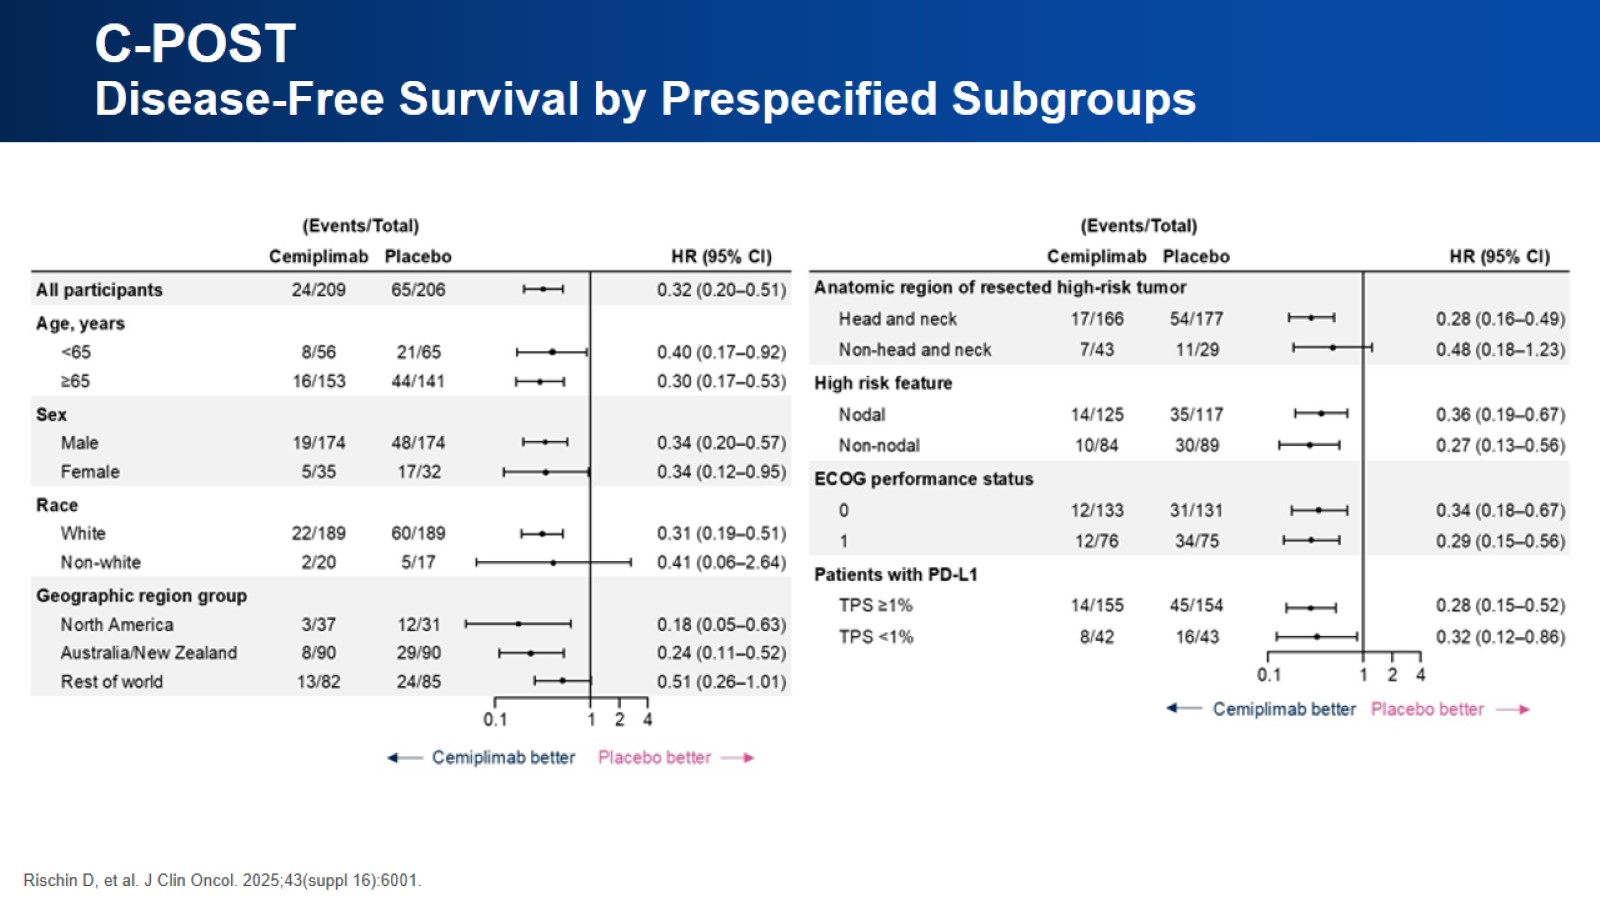 C-POST
Disease-Free Survival by Prespecified Subgroups
(Events/Total)
Cemiplimab Placebo HR (95% CI)
All participants 24/209 65/206 0.32 (0.20–0.51)
Age, years
<65 8/56 21/65 0.40 (0.17–0.92)
≥65 16/153 44/141 0.30 (0.17–0.53)
Sex
Male 19/174 48/174 0.34 (0.20–0.57)
Female 5/35 17/32 0.34 (0.12–0.95)
Race
White 22/189 60/189 0.31 (0.19–0.51)
Non-white 2/20 5/17 0.41 (0.06–2.64)
Geographic region group
North America 3/37 12/31 0.18 (0.05–0.63)
Australia/New Zealand 8/90 29/90 0.24 (0.11–0.52)
Rest of world 13/82 24/85 0.51 (0.26–1.01)
0.1 1 2 4
Cemiplimab better Placebo better
(Events/Total)
Cemiplimab Placebo HR (95% CI)
Anatomic region of resected high-risk tumor
Head and neck 17/166 54/177 0.28 (0.16–0.49)
Non-head and neck 7/43 11/29 0.48 (0.18–1.23)
High risk feature
Nodal 14/125 35/117 0.36 (0.19–0.67)
Non-nodal 10/84 30/89 0.27 (0.13–0.56)
ECOG performance status
0 12/133 31/131 0.34 (0.18–0.67)
1 12/76 34/75 0.29 (0.15–0.56)
Patients with PD-L1
TPS ≥1% 14/155 45/154 0.28 (0.15–0.52)
TPS <1% 8/42 16/43 0.32 (0.12–0.86)
0.1 1 2 4
Cemiplimab better Placebo better
Rischin D, et al. J Clin Oncol. 2025;43(suppl 16):6001.